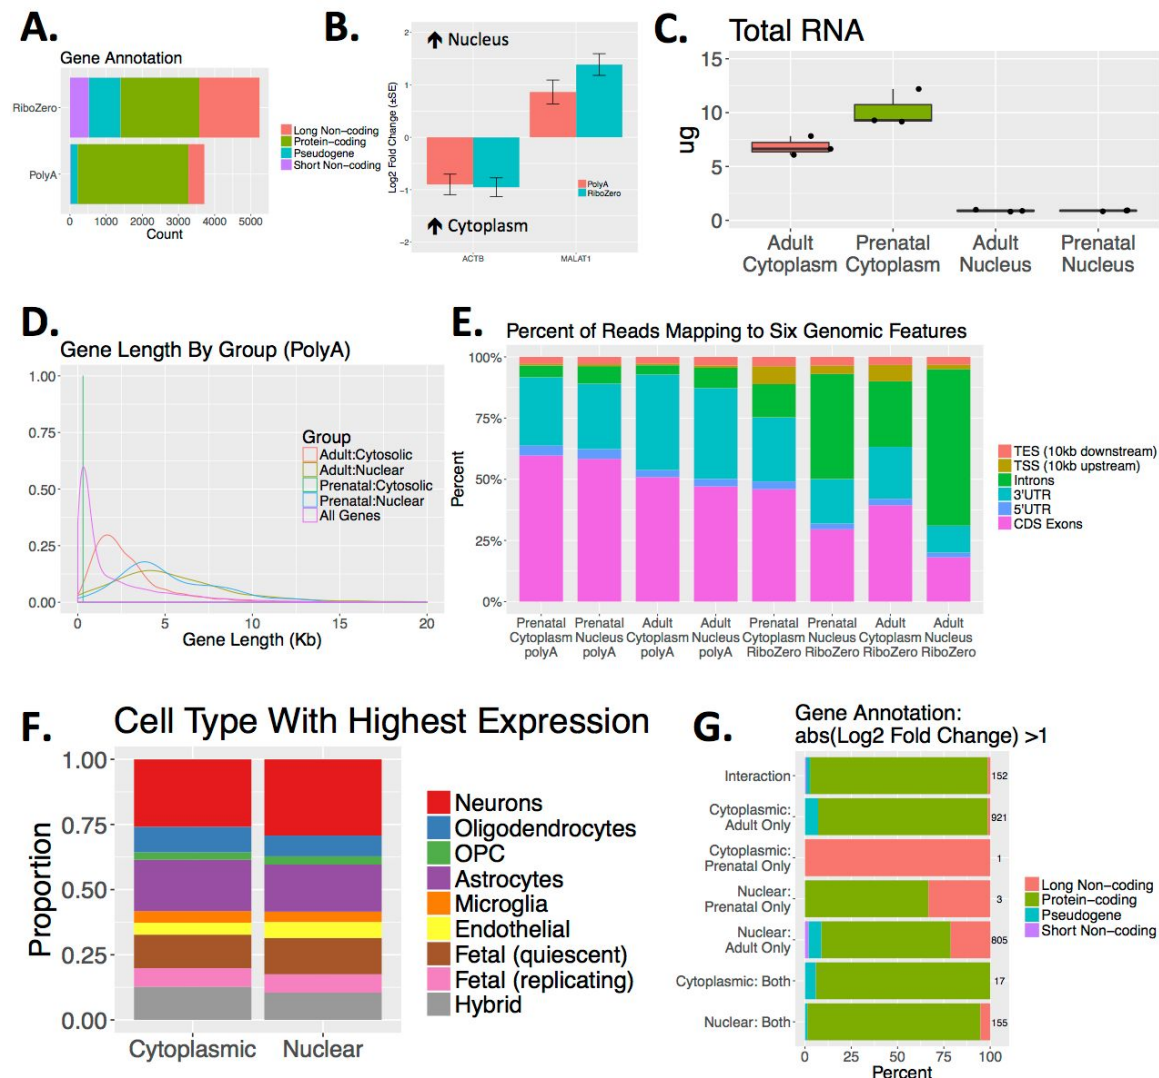 A.
Gene Annotation
RiboZero
PolyA
0 1000 2000 3000 4000 5000
Count
Long Non-coding
Protein-coding
Pseudogene
Short Non-coding
B.
Nucleus
Cytoplasm
Log2 Fold Change (±SE)
2
1
0
-1
-2
PolyA
RiboZero
ACTB MALAT1
C.
Total RNA
ug
15
10
5
0
Adult Prenatal Adult Prenatal
Cytoplasm Cytoplasm Nucleus Nucleus
D.
Gene Length By Group (PolyA)
1.00
0.75
0.50
0.25
0.00
0 5 10 15 20
Gene Length (Kb)
Group
Adult:Cytosolic
Adult:Nuclear
Prenatal:Cytosolic
Prenatal:Nuclear
All Genes
E.
Percent of Reads Mapping to Six Genomic Features
Percent
100%
75%
50%
25%
0%
Prenatal Prenatal Adult Adult Prenatal Prenatal Adult Adult
Cytoplasm Nucleus Cytoplasm Nucleus Cytoplasm Nucleus Cytoplasm Nucleus
polyA polyA polyA polyA RiboZero RiboZero RiboZero RiboZero
TES (10kb downstream)
TSS (10kb upstream)
Introns
3'UTR
5'UTR
CDS Exons
F.
Cell Type With Highest Expression
Proportion
1.00
0.75
0.50
0.25
0.00
Cytoplasmic Nuclear
Neurons
Oligodendrocytes
OPC
Astrocytes
Microglia
Endothelial
Fetal (quiescent)
Fetal (replicating)
Hybrid
G.
Gene Annotation:
abs(Log2 Fold Change) >1
Interaction
152
Cytoplasmic:
Adult Only
921
Cytoplasmic:
Prenatal Only
1
Nuclear:
Prenatal Only
3
Nuclear:
Adult Only
805
Cytoplasmic: Both
17
Nuclear: Both
155
0 25 50 75 100
Percent
Long Non-coding
Protein-coding
Pseudogene
Short Non-coding